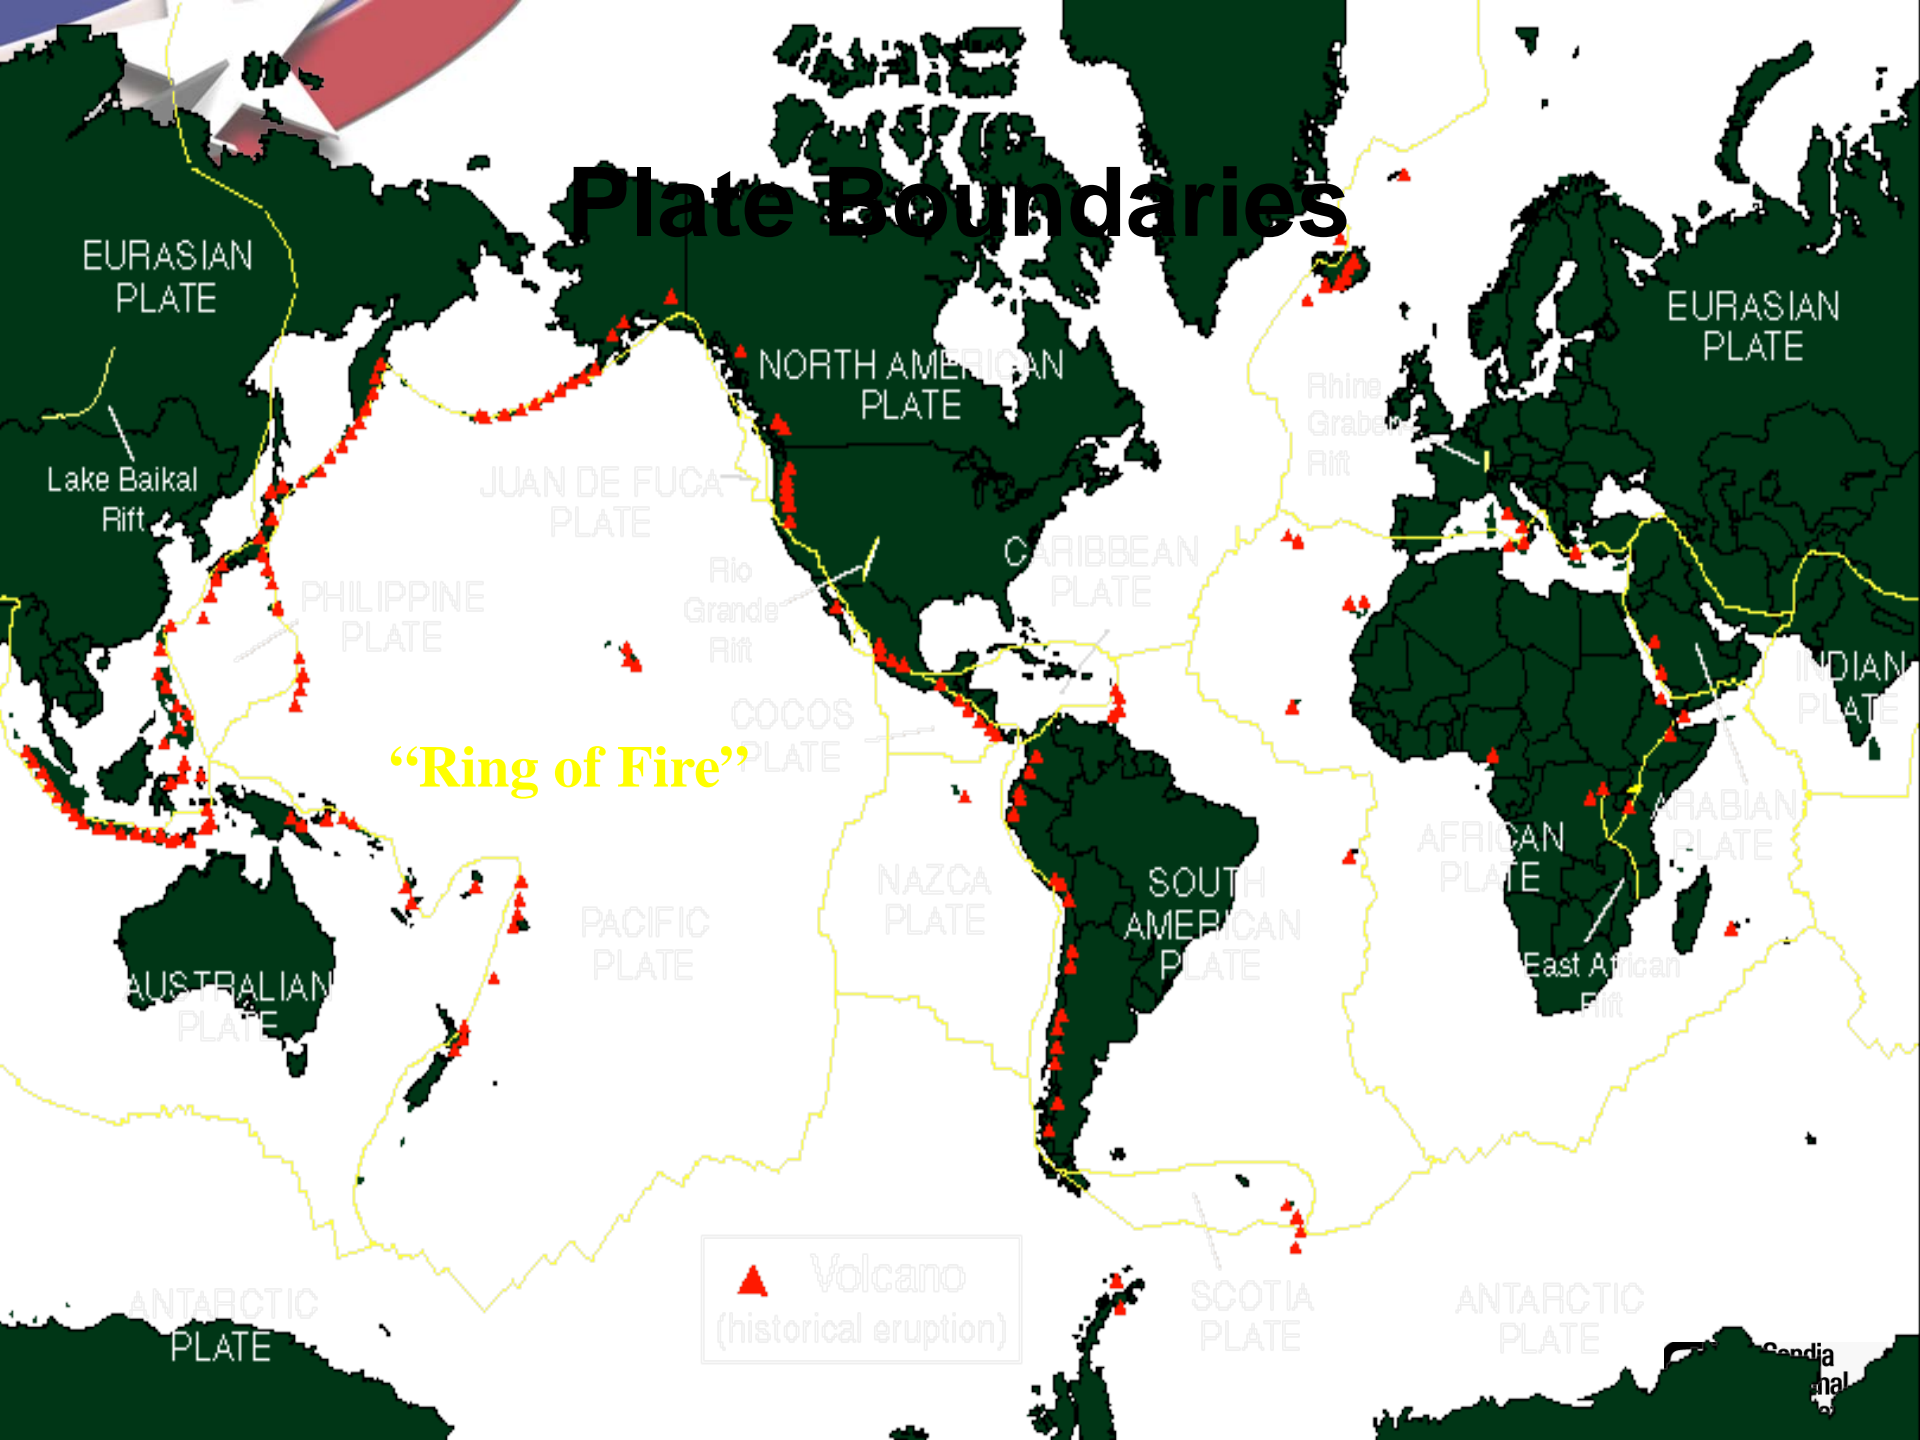 Plate Boundaries
EURASIAN
PLATE
EURASIAN
PLATE
NORTH AMERICAN
PLATE
Rhine
Graben
Rift
Lake Baikal
Rift
JUAN DE FUCA
PLATE
CARIBBEAN
PLATE
Rio
Grande
Rift
PHILIPPINE
PLATE
INDIAN
PLATE
COCOS
PLATE
“Ring of Fire”
ARABIAN
PLATE
AFRICAN
PLATE
NAZCA
PLATE
SOUTH
AMERICAN
PLATE
PACIFIC
PLATE
East African
Rift
AUSTRALIAN
PLATE
Volcano
(historical eruption)
ANTARCTIC
PLATE
SCOTIA
PLATE
ANTARCTIC
PLATE